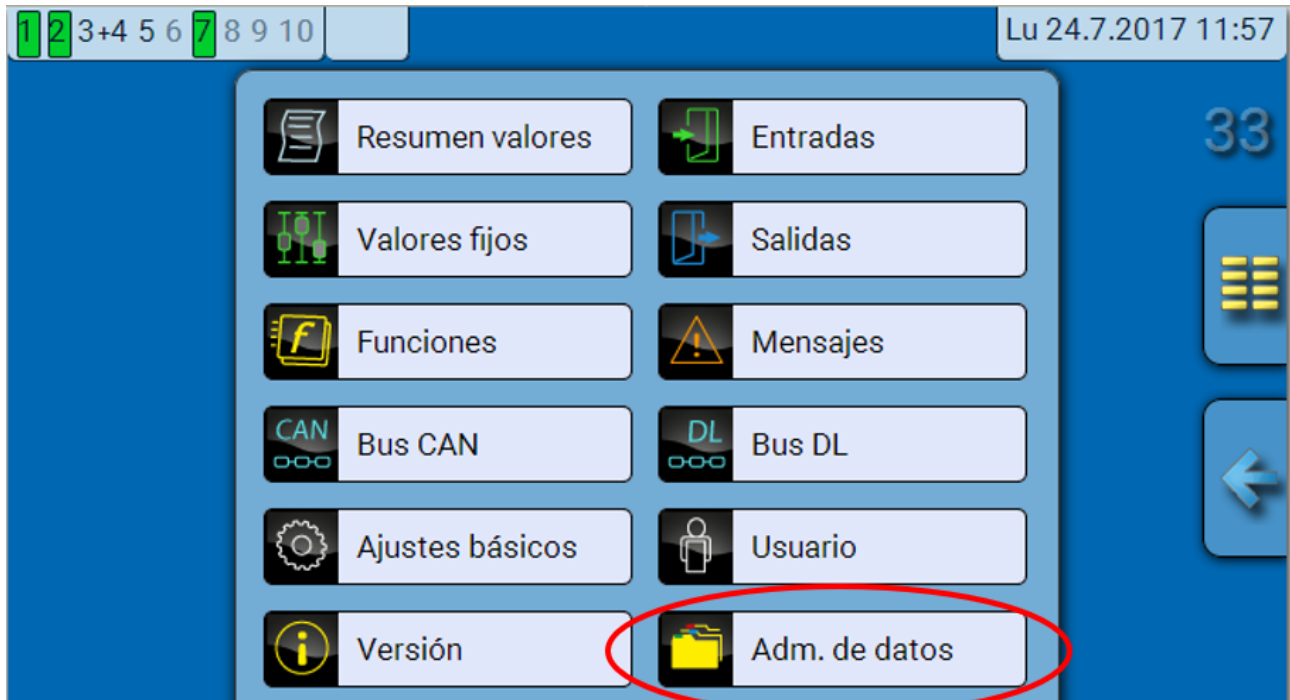 1 2 3+4 5 6 7 8 9 10
Lu 24.7.2017 11:57
33
Resumen valores
Entradas
Valores fijos
Salidas
f Funciones
Mensajes
CAN Bus CAN
DL Bus DL
Ajustes básicos
Usuario
i Versión
Adm. de datos